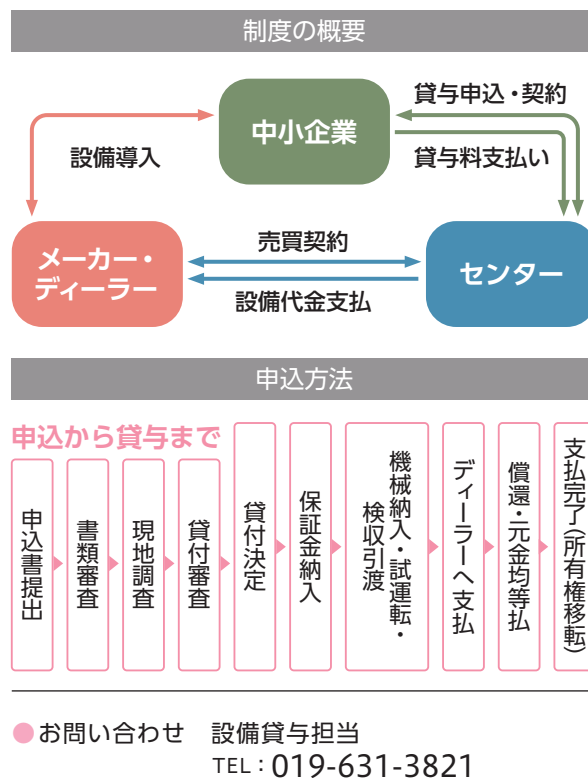 制度の概要
貸与申込・契約
中小企業
設備導入
貸与料支払い
売買契約
メーカー・
ディーラー
センター
設備代金支払
申込方法
申込から貸与まで
申込書提出
書類審査
現地調査
貸付審査
貸付決定
保証金納入
機械納入・試運転・
検収引渡
ディーラーへ支払
償還・元金均等払
支払完了(所有権移転)
●お問い合わせ 設備貸与担当
TEL：019-631-3821